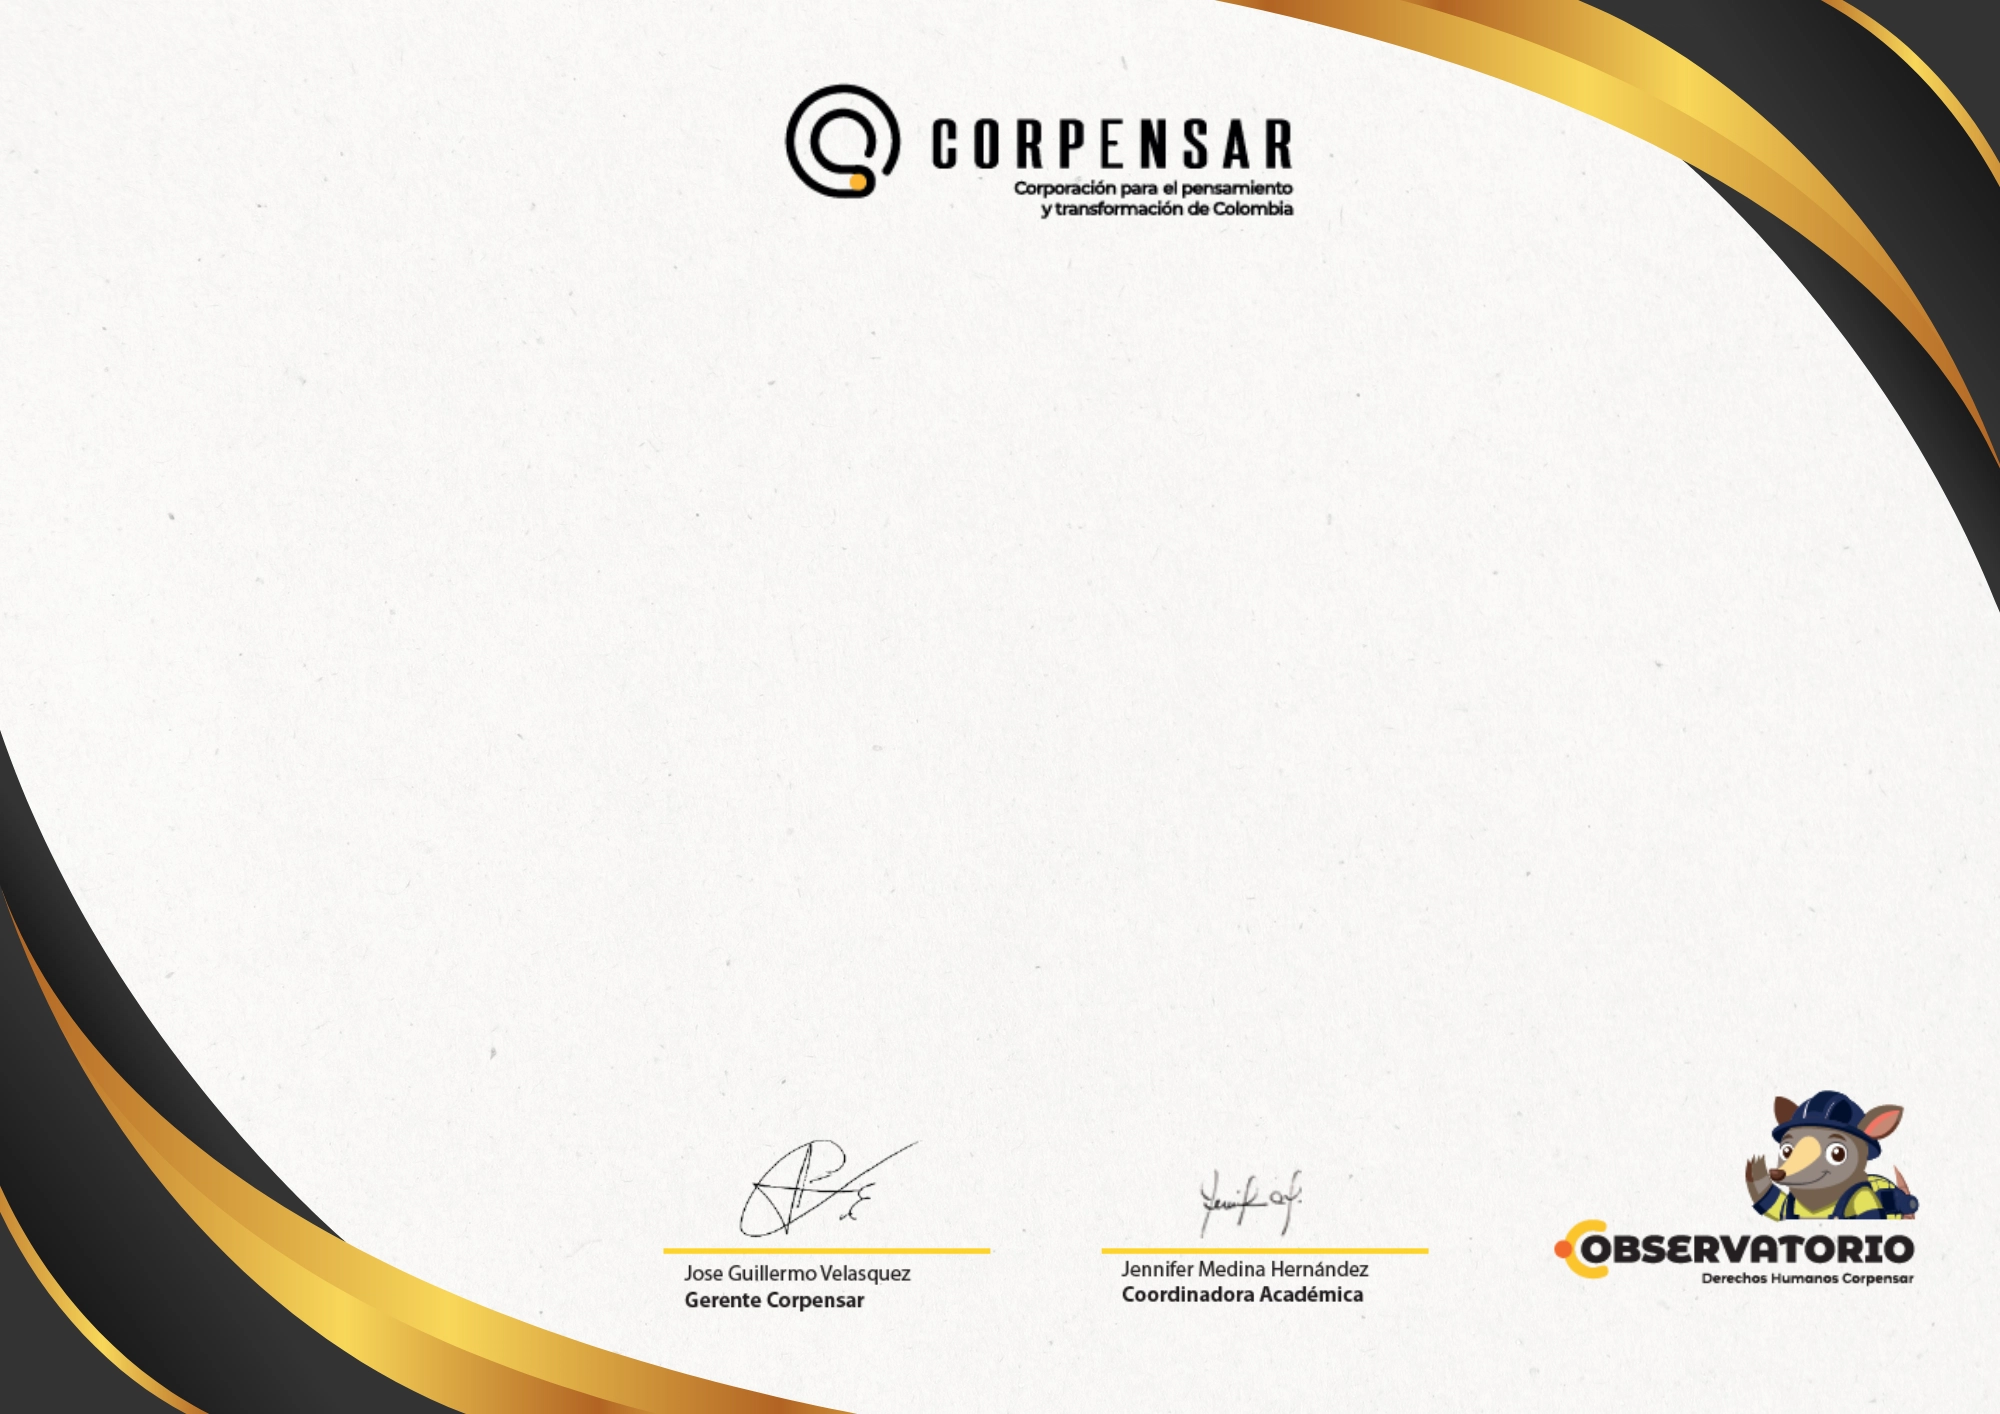 CORPENSAR
Corporación para el pensamiento
y transformación de Colombia
Jose Guillermo Velasquez
Gerente Corpensar
Jennifer Medina Hernández
Coordinadora Académica
OBSERVATORIO
Derechos Humanos Corpensar